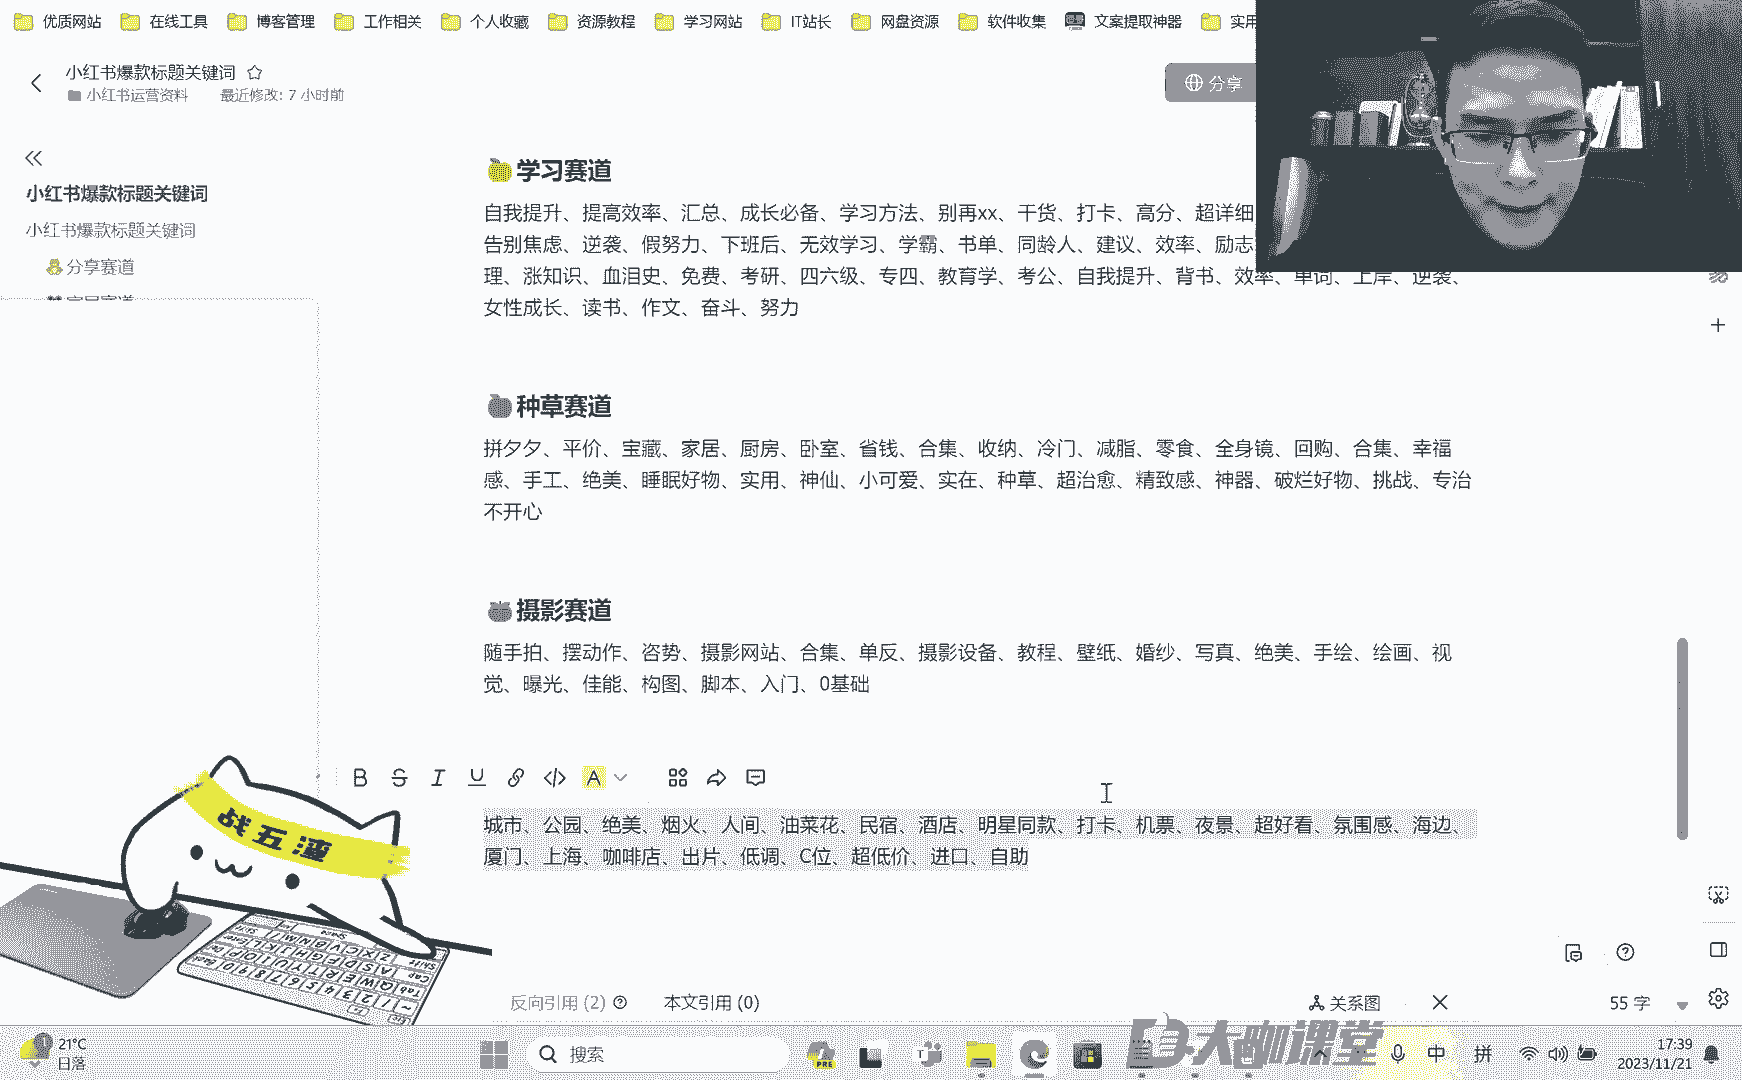 优质网站 在线工具 博客管理 工作相关 个人收藏 资源教程 学习网站 IT站长 网盘资源 软件收集 文案提取神器 实用
小红书爆款标题关键词
小红书运营资料 最近修改: 7 小时前
分享
小红书爆款标题关键词
小红书爆款标题关键词
分享赛道
学习赛道
自我提升、提高效率、汇总、成长必备、学习方法、别再xx、干货、打卡、高分、超详细
告别焦虑、逆袭、假努力、下班后、无效学习、学霸、书单、同龄人、建议、效率、励志
理、涨知识、血泪史、免费、考研、四六级、专四、教育学、考公、自我提升、背书、效率、单词、上岸、逆袭、
女性成长、读书、作文、奋斗、努力
种草赛道
拼夕夕、平价、宝藏、家居、厨房、卧室、省钱、合集、收纳、冷门、减脂、零食、全身镜、回购、合集、幸福
感、手工、绝美、睡眠好物、实用、神仙、小可爱、实在、种草、超治愈、精致感、神器、破烂好物、挑战、专治
不开心
摄影赛道
随手拍、摆动作、咨势、摄影网站、合集、单反、摄影设备、教程、壁纸、婚纱、写真、绝美、手绘、绘画、视
觉、曝光、佳能、构图、脚本、入门、0基础
B S I U </> A
城市、公园、绝美、烟火、人间、油菜花、民宿、酒店、明星同款、打卡、机票、夜景、超好看、氛围感、海边、
厦门、上海、咖啡店、出片、低调、C位、超低价、进口、自助
战五渣
反向引用 (2) 本文引用 (0) 关系图 55 字
大咖课堂
21°C
日落
搜索
PRE
中 拼
17:39
2023/11/21